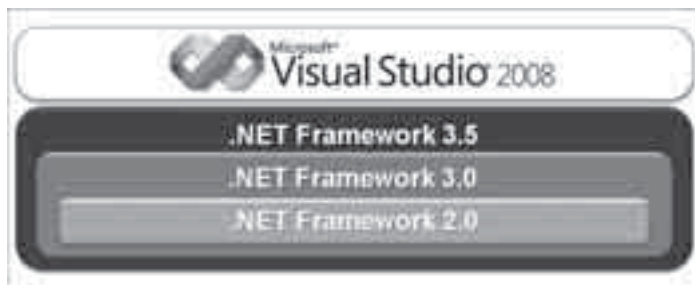 Microsoft®
Visual Studio 2008
.NET Framework 3.5
.NET Framework 3.0
.NET Framework 2.0